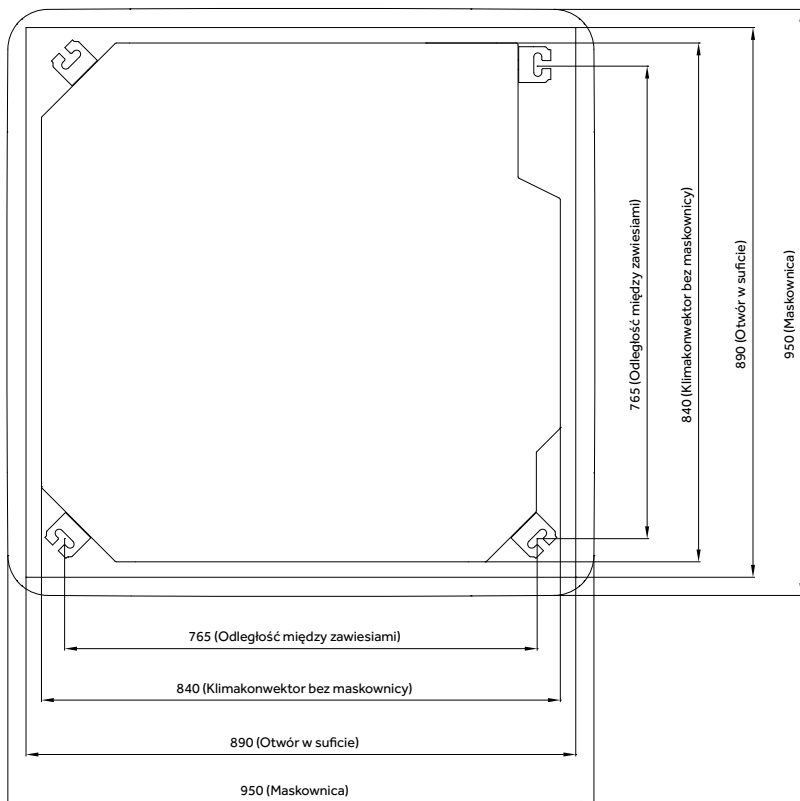 765 (Odległość między zawiesiami)
840 (Klimakonwektor bez maskownicy)
890 (Otwór w suficie)
950 (Maskownica)
765 (Odległość między zawiesiami)
840 (Klimakonwektor bez maskownicy)
890 (Otwór w suficie)
950 (Maskownica)